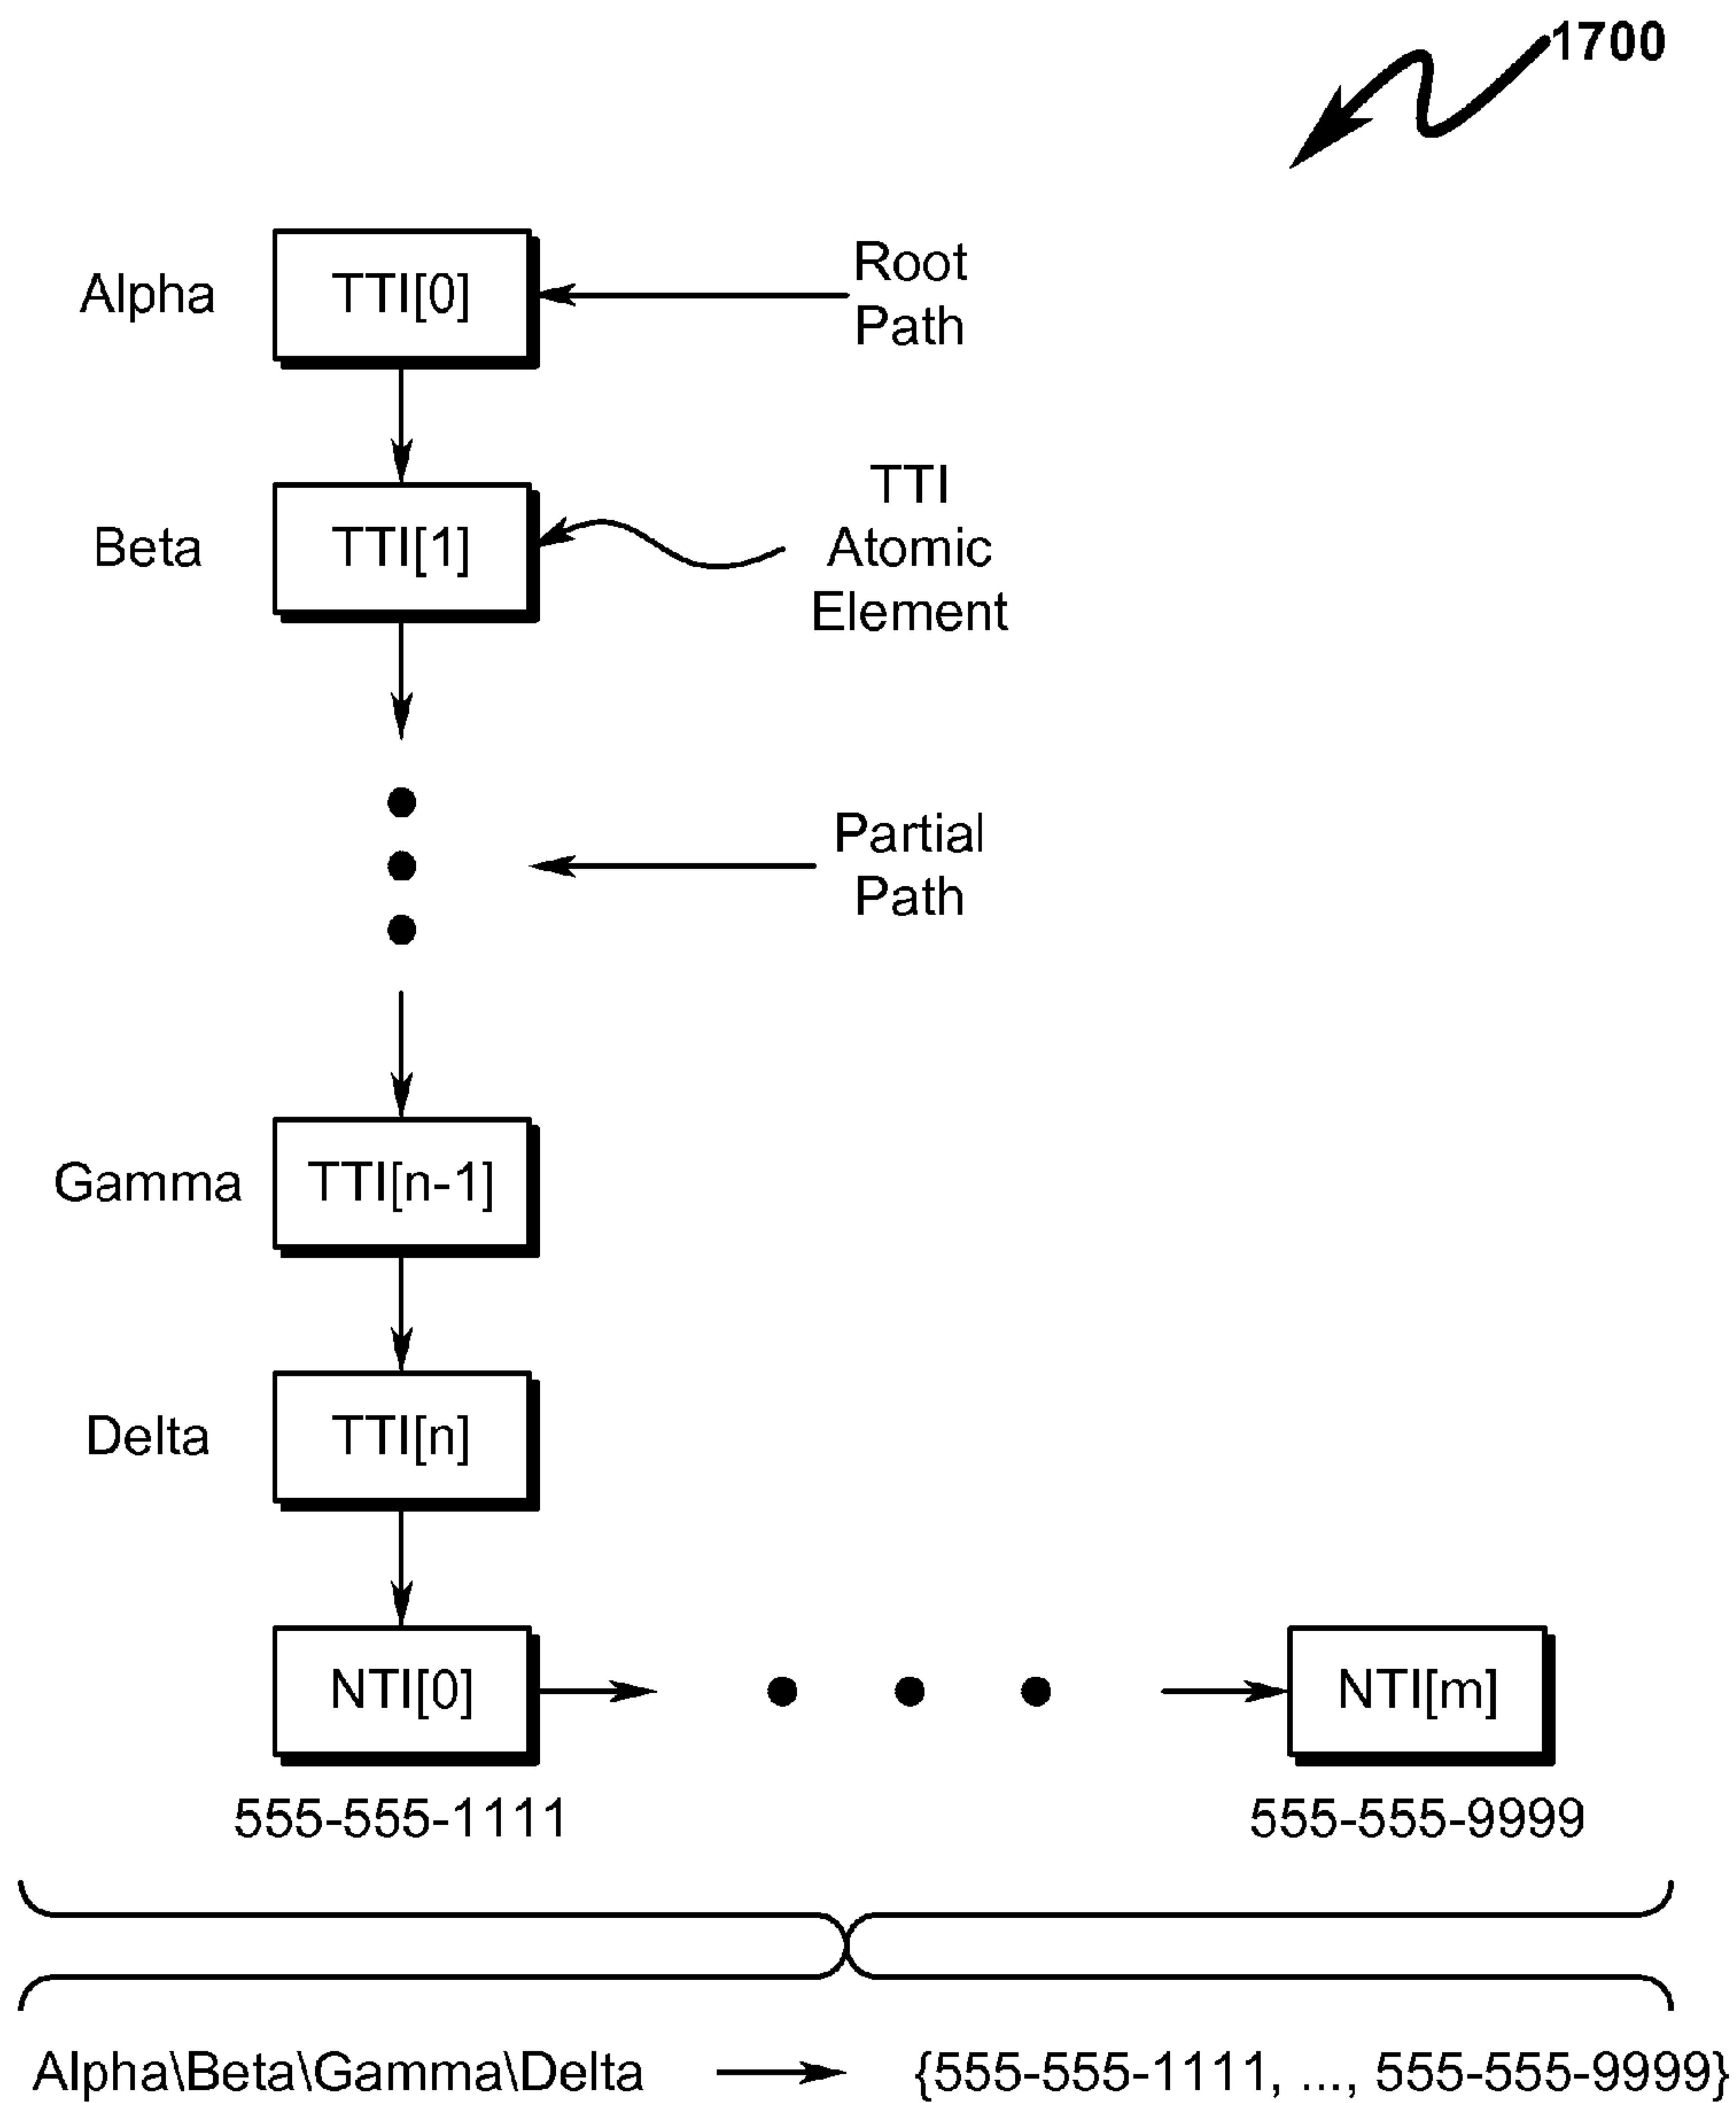 1700
Alpha
TTI[0]
Root
Path
Beta
TTI[1]
TTI
Atomic
Element
Partial
Path
Gamma
TTI[n-1]
Delta
TTI[n]
NTI[0]
NTI[m]
555-555-1111
555-555-9999
Alpha\Beta\Gamma\Delta
{555-555-1111, ..., 555-555-9999}